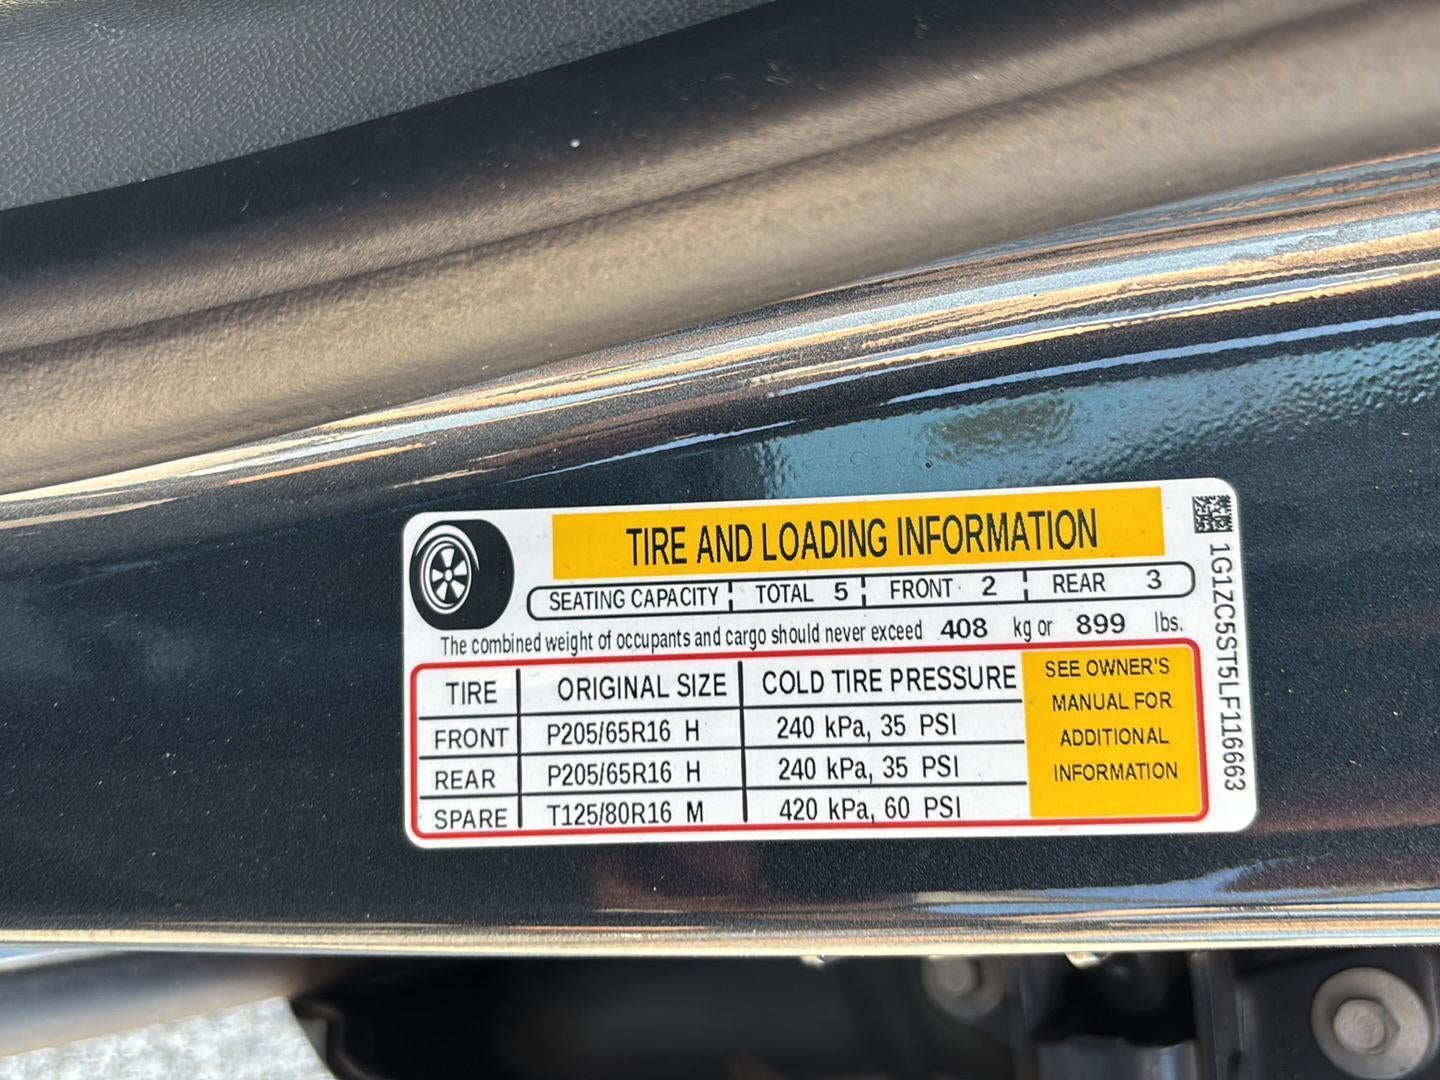 TIRE AND LOADING INFORMATION
SEATING CAPACITY TOTAL 5 FRONT 2 REAR 3
The combined weight of occupants and cargo should never exceed 408 kg or 899 lbs.
TIRE ORIGINAL SIZE COLD TIRE PRESSURE
FRONT P205/65R16 H 240 kPa, 35 PSI
REAR P205/65R16 H 240 kPa, 35 PSI
SPARE T125/80R16 M 420 kPa, 60 PSI
SEE OWNER'S
MANUAL FOR
ADDITIONAL
INFORMATION
1G1ZC5ST5LF116663